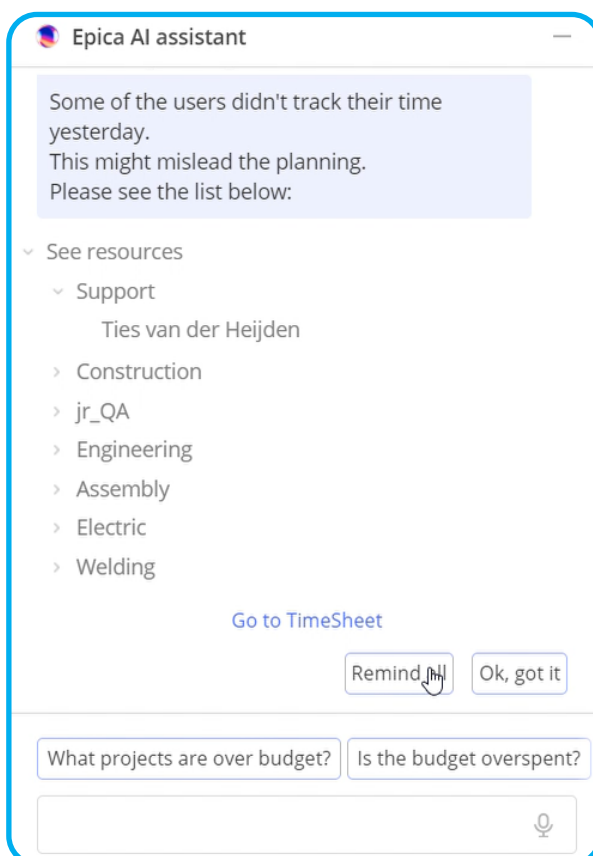 Epica AI assistant
Some of the users didn't track their time
yesterday.
This might mislead the planning.
Please see the list below:
See resources
Support
Ties van der Heijden
Construction
jr_QA
Engineering
Assembly
Electric
Welding
Go to TimeSheet
Remind all
Ok, got it
What projects are over budget?
Is the budget overspent?